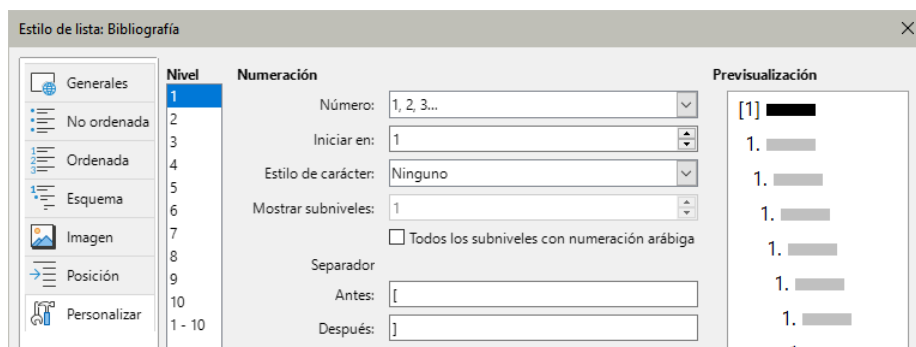 Estilo de lista: Bibliografía
Generales
No ordenada
Ordenada
Esquema
Imagen
Posición
Personalizar
Nivel
1
2
3
4
5
6
7
8
9
10
1 - 10
Numeración
Número: 1, 2, 3...
Iniciar en: 1
Estilo de carácter: Ninguno
Mostrar subniveles: 1
Todos los subniveles con numeración arábiga
Separador
Antes: [
Después: ]
Previsualización
[1]
1.
1.
1.
1.
1.
1.